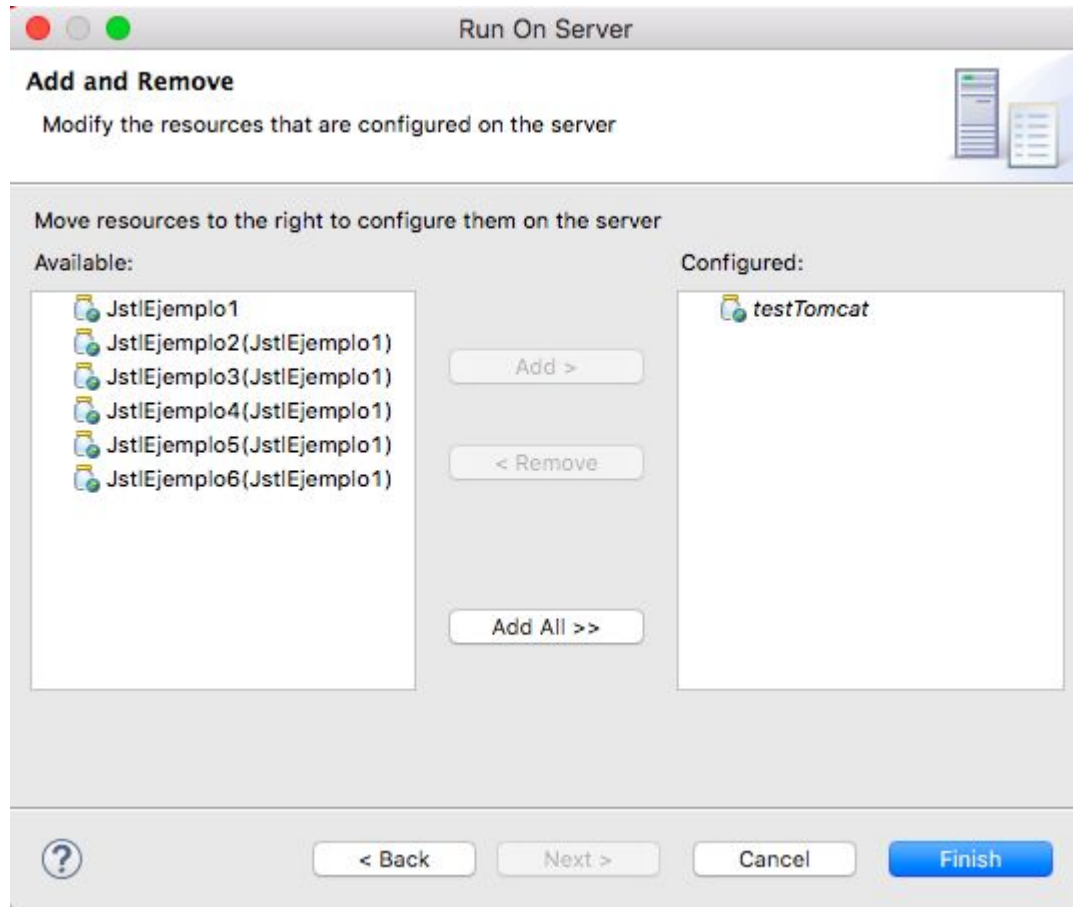 Run On Server
Add and Remove
Modify the resources that are configured on the server
Move resources to the right to configure them on the server
Available:
Configured:
JstlEjemplo1
JstlEjemplo2(JstlEjemplo1)
JstlEjemplo3(JstlEjemplo1)
JstlEjemplo4(JstlEjemplo1)
JstlEjemplo5(JstlEjemplo1)
JstlEjemplo6(JstlEjemplo1)
Add >
< Remove
Add All >>
testTomcat
?
< Back
Next >
Cancel
Finish